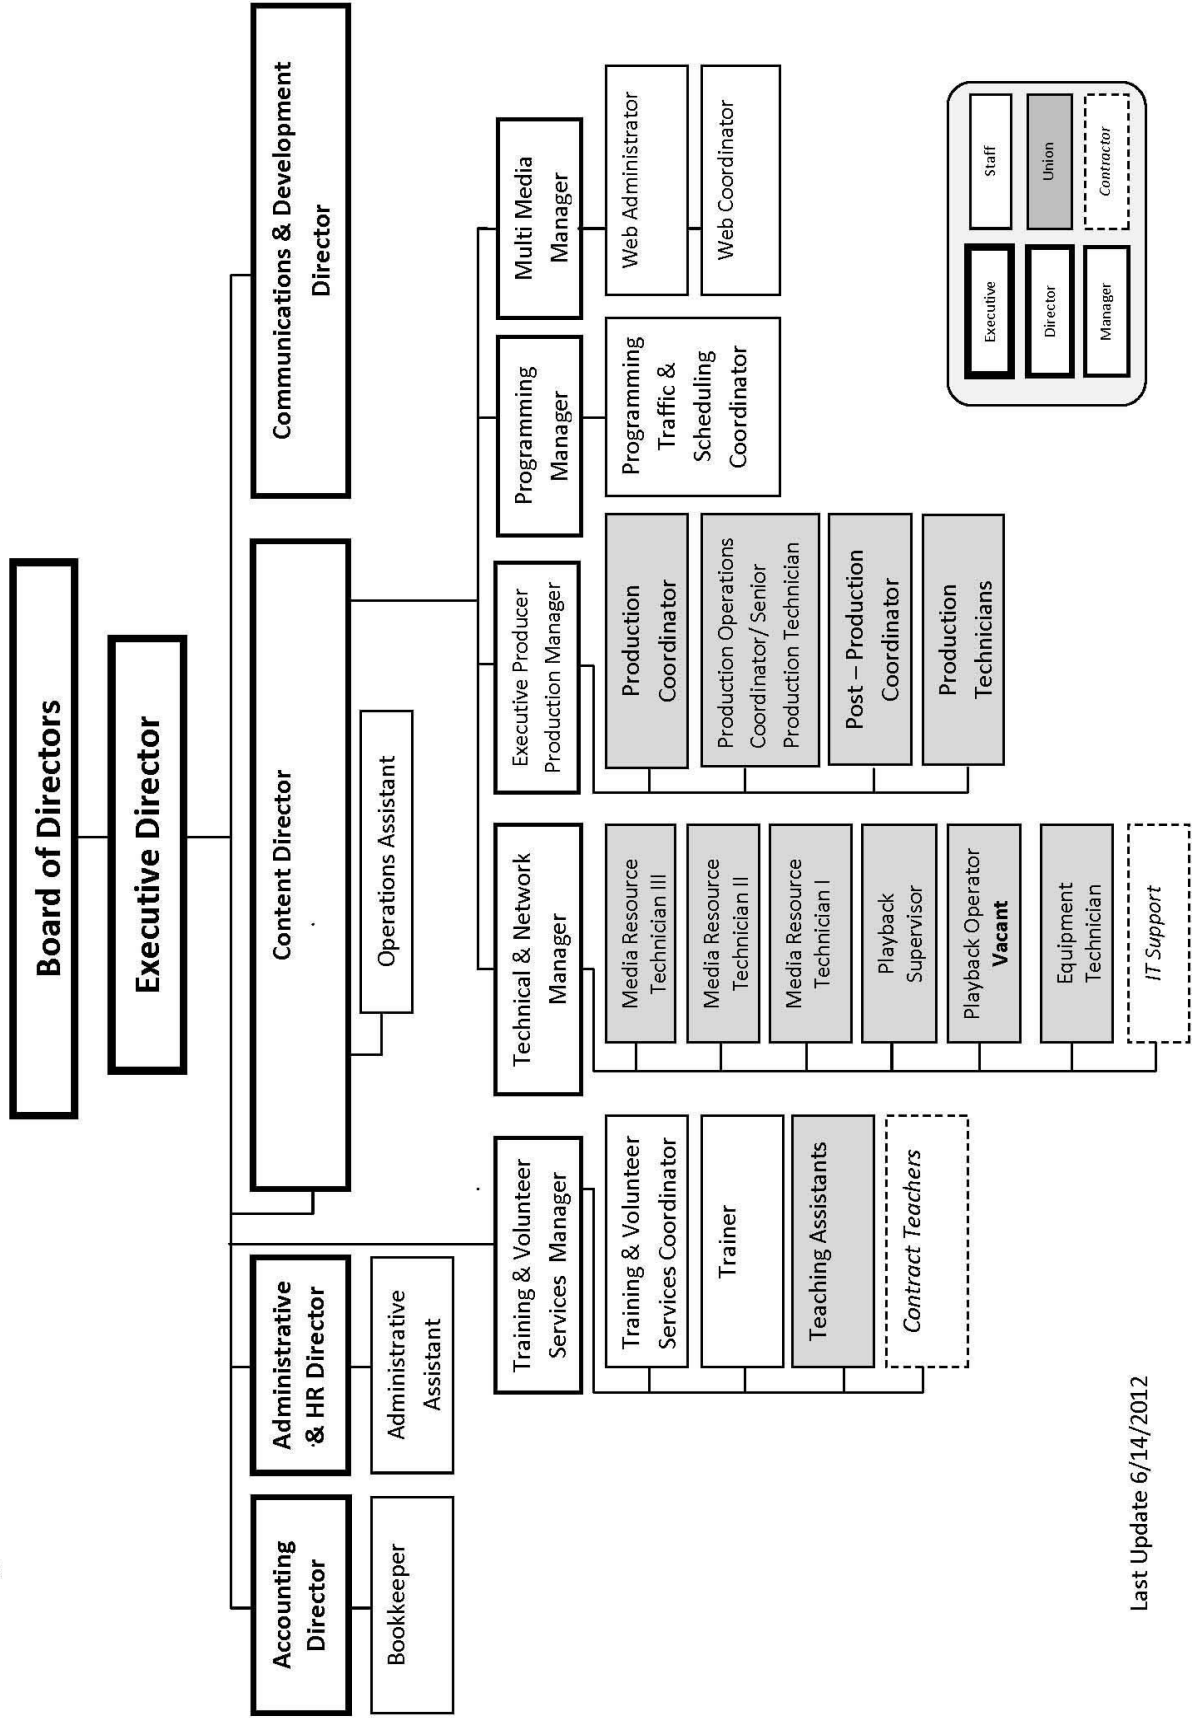 Board of Directors
Executive Director
Accounting
Director
Bookkeeper
Administrative
& HR Director
Administrative
Assistant
Content Director
Operations Assistant
Communications & Development
Director
Training & Volunteer
Services Manager
Training & Volunteer
Services Coordinator
Trainer
Teaching Assistants
Contract Teachers
Technical & Network
Manager
Media Resource
Technician III
Media Resource
Technician II
Media Resource
Technician I
Playback
Supervisor
Playback Operator
Vacant
Equipment
Technician
IT Support
Executive Producer
Production Manager
Production
Coordinator
Production Operations
Coordinator/ Senior
Production Technician
Post – Production
Coordinator
Production
Technicians
Programming
Manager
Programming
Traffic &
Scheduling
Coordinator
Multi Media
Manager
Web Administrator
Web Coordinator
Executive
Staff
Director
Union
Manager
Contractor
Last Update 6/14/2012